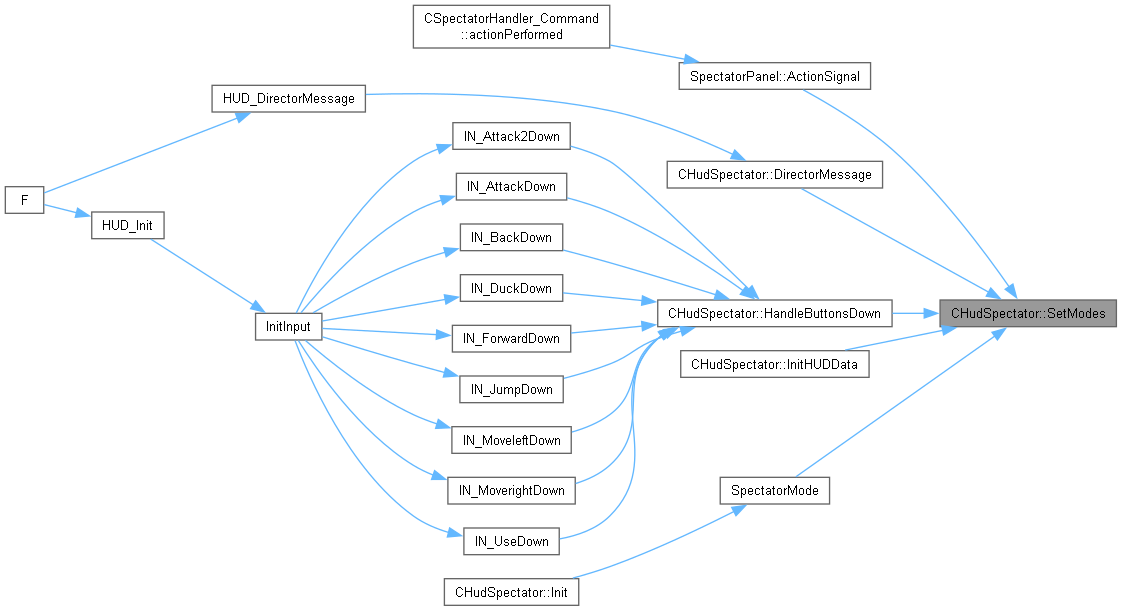 CSpectatorHandler_Command
::actionPerformed
SpectatorPanel::ActionSignal
HUD_DirectorMessage
IN_Attack2Down
CHudSpectator::DirectorMessage
IN_AttackDown
F
HUD_Init
IN_BackDown
IN_DuckDown
CHudSpectator::HandleButtonsDown
CHudSpectator::SetModes
InitInput
IN_ForwardDown
CHudSpectator::InitHUDData
IN_JumpDown
IN_MoveleftDown
IN_MoverightDown
SpectatorMode
IN_UseDown
CHudSpectator::Init